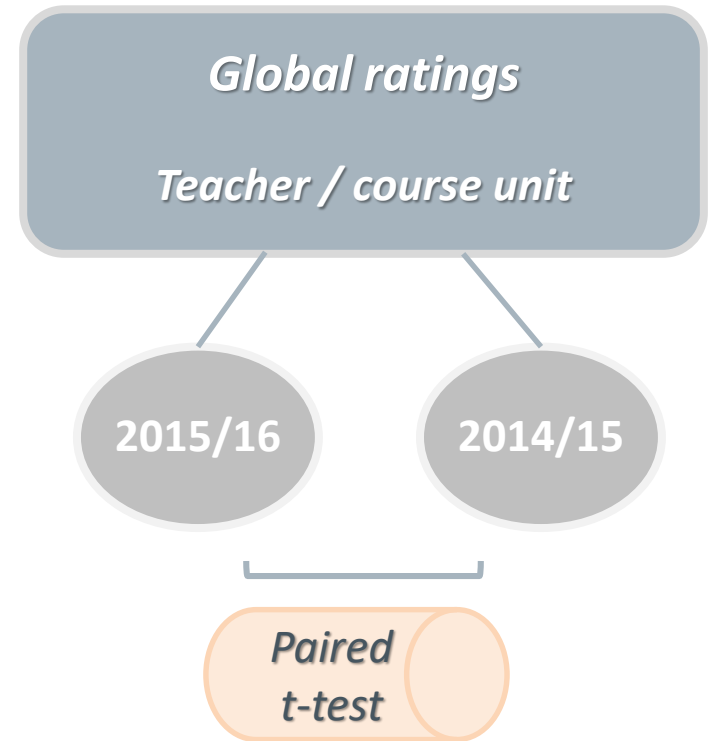 Global ratings
Teacher / course unit
2015/16
2014/15
Paired
t-test